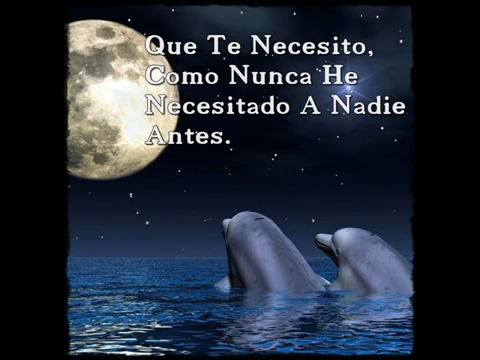 Que Te Necesito,
Como Nunca He
Necesitado A Nadie
Antes.